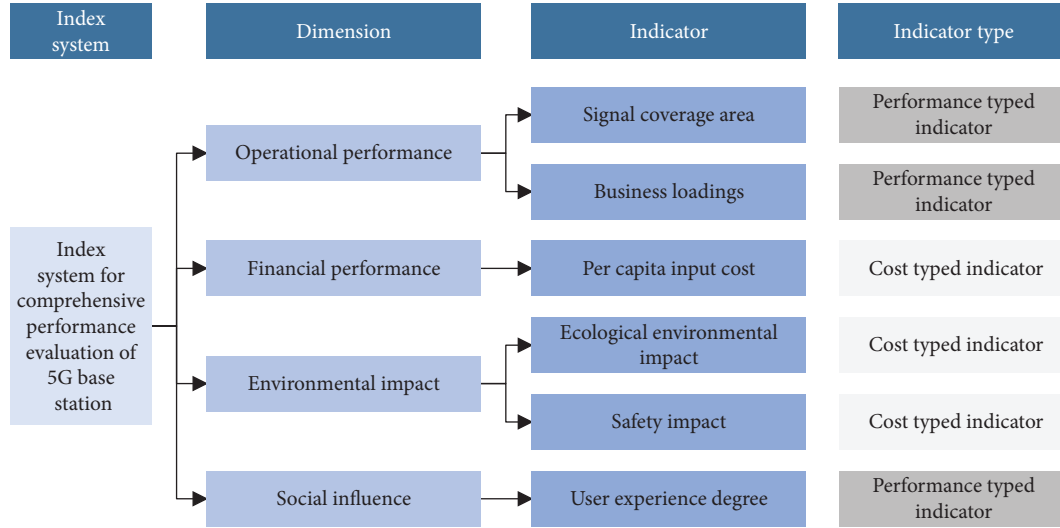 Index
system
Dimension
Indicator
Indicator type
Index
system for
comprehensive
performance
evaluation of
5G base
station
Operational performance
Signal coverage area
Performance typed
indicator
Business loadings
Performance typed
indicator
Financial performance
Per capita input cost
Cost typed indicator
Environmental impact
Ecological environmental
impact
Cost typed indicator
Safety impact
Cost typed indicator
Social influence
User experience degree
Performance typed
indicator